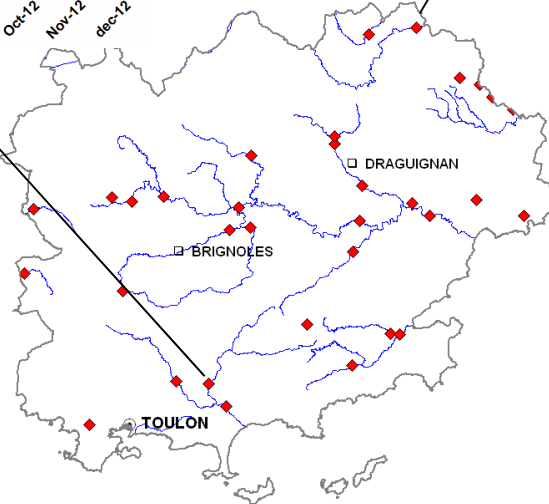 Oct-12
Nov-12
dec-12
DRAGUIGNAN
BRIGNOLES
TOULON